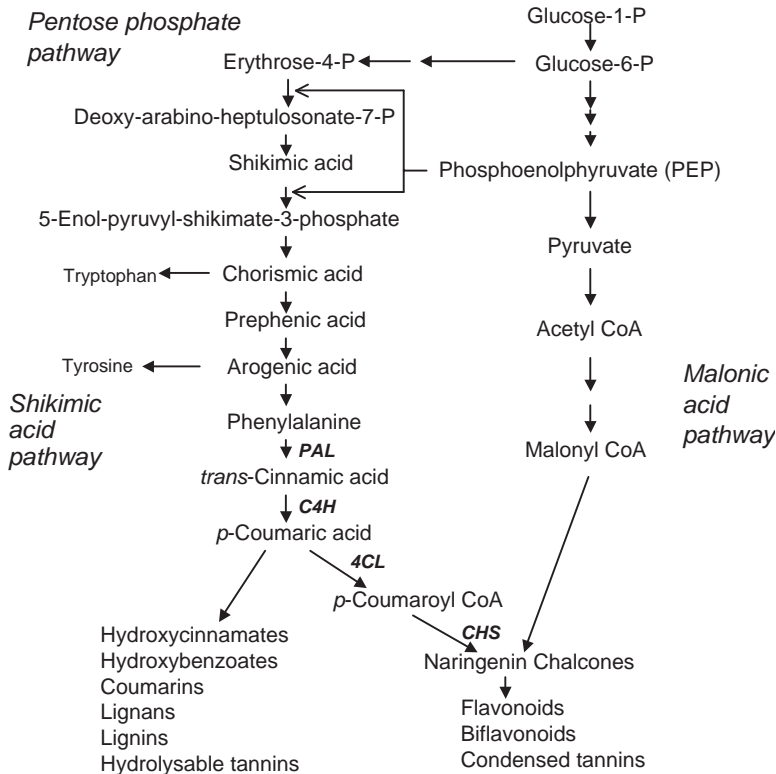 Pentose phosphate
pathway
Glucose-1-P
Erythrose-4-P
Glucose-6-P
Deoxy-arabino-heptulosonate-7-P
Shikimic acid
Phosphoenolphyruvate (PEP)
5-Enol-pyruvyl-shikimate-3-phosphate
Pyruvate
Tryptophan
Chorismic acid
Prephenic acid
Acetyl CoA
Tyrosine
Arogenic acid
Shikimic
acid
pathway
Malonic
acid
pathway
Phenylalanine
PAL
Malonyl CoA
trans-Cinnamic acid
C4H
p-Coumaric acid
4CL
p-Coumaroyl CoA
CHS
Naringenin Chalcones
Hydroxycinnamates
Hydroxybenzoates
Coumarins
Lignans
Lignins
Hydrolysable tannins
Flavonoids
Biflavonoids
Condensed tannins